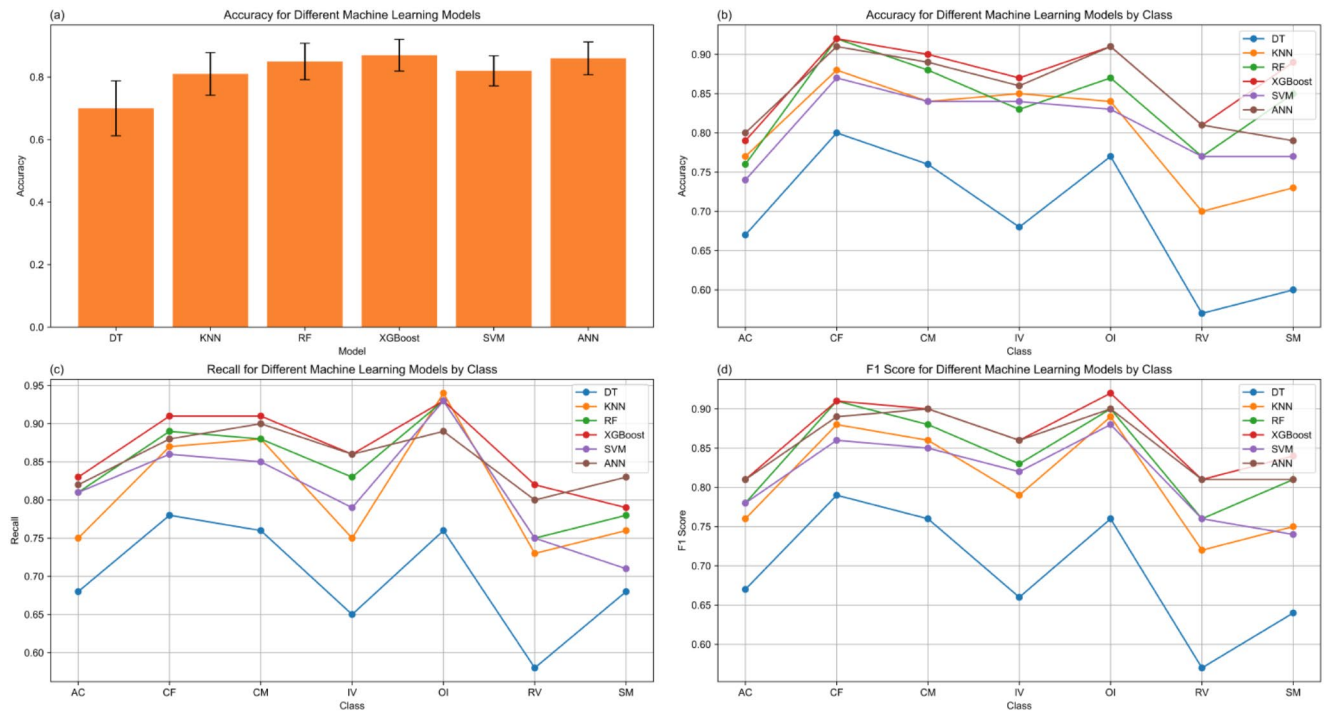 (a) Accuracy for Different Machine Learning Models
0.8
0.6
0.4
0.2
0.0
Accuracy
DT KNN RF XGBoost SVM ANN
Model
(b) Accuracy for Different Machine Learning Models by Class
0.90
0.85
0.80
0.75
0.70
0.65
0.60
Accuracy
DT
KNN
RF
XGBoost
SVM
ANN
AC CF CM IV OI RV SM
Class
(c) Recall for Different Machine Learning Models by Class
0.95
0.90
0.85
0.80
0.75
0.70
0.65
0.60
Recall
DT
KNN
RF
XGBoost
SVM
ANN
AC CF CM IV OI RV SM
Class
(d) F1 Score for Different Machine Learning Models by Class
0.90
0.85
0.80
0.75
0.70
0.65
0.60
F1 Score
DT
KNN
RF
XGBoost
SVM
ANN
AC CF CM IV OI RV SM
Class